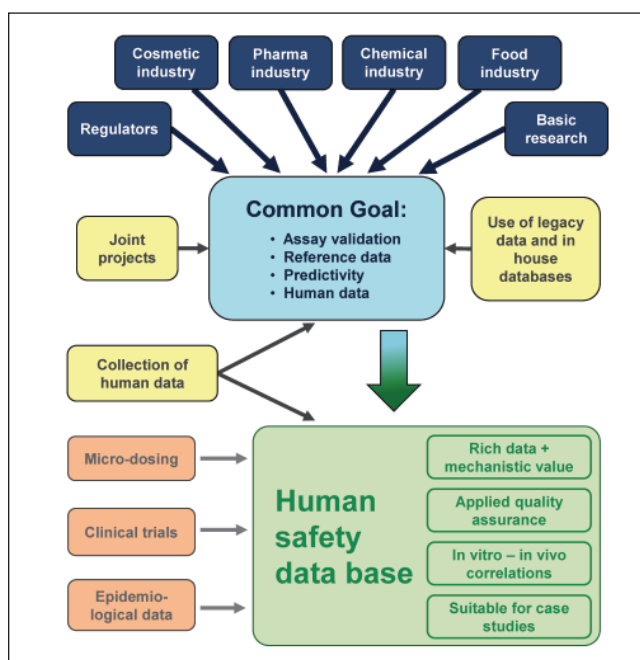 Cosmetic
industry
Pharma
industry
Chemical
industry
Food
industry
Regulators
Basic
research
Common Goal:
• Assay validation
• Reference data
• Predictivity
• Human data
Joint
projects
Use of legacy
data and in
house
databases
Collection of
human data
Micro-dosing
Clinical trials
Epidemio-
logical data
Human
safety
data base
Rich data +
mechanistic value
Applied quality
assurance
In vitro – in vivo
correlations
Suitable for case
studies